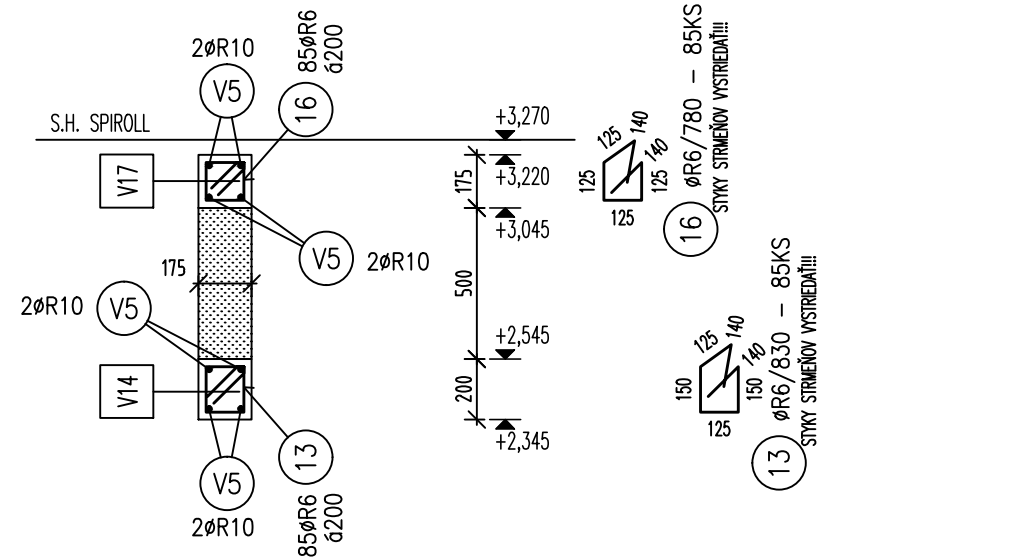 2øR10
V5
85øR6
á200
16
S.H. SPIROLL
V17
V5
2øR10
175
2øR10
V5
V14
V5
2øR10
13
85øR6
á200
+3,270
+3,220
+3,045
+2,545
+2,345
175
500
200
125
140
140
125
125
125
16
øR6/780 – 85KS
STYKY STRMEŇOV VYSTRIEDAŤ!!!
125
140
140
150
150
125
13
øR6/830 – 85KS
STYKY STRMEŇOV VYSTRIEDAŤ!!!